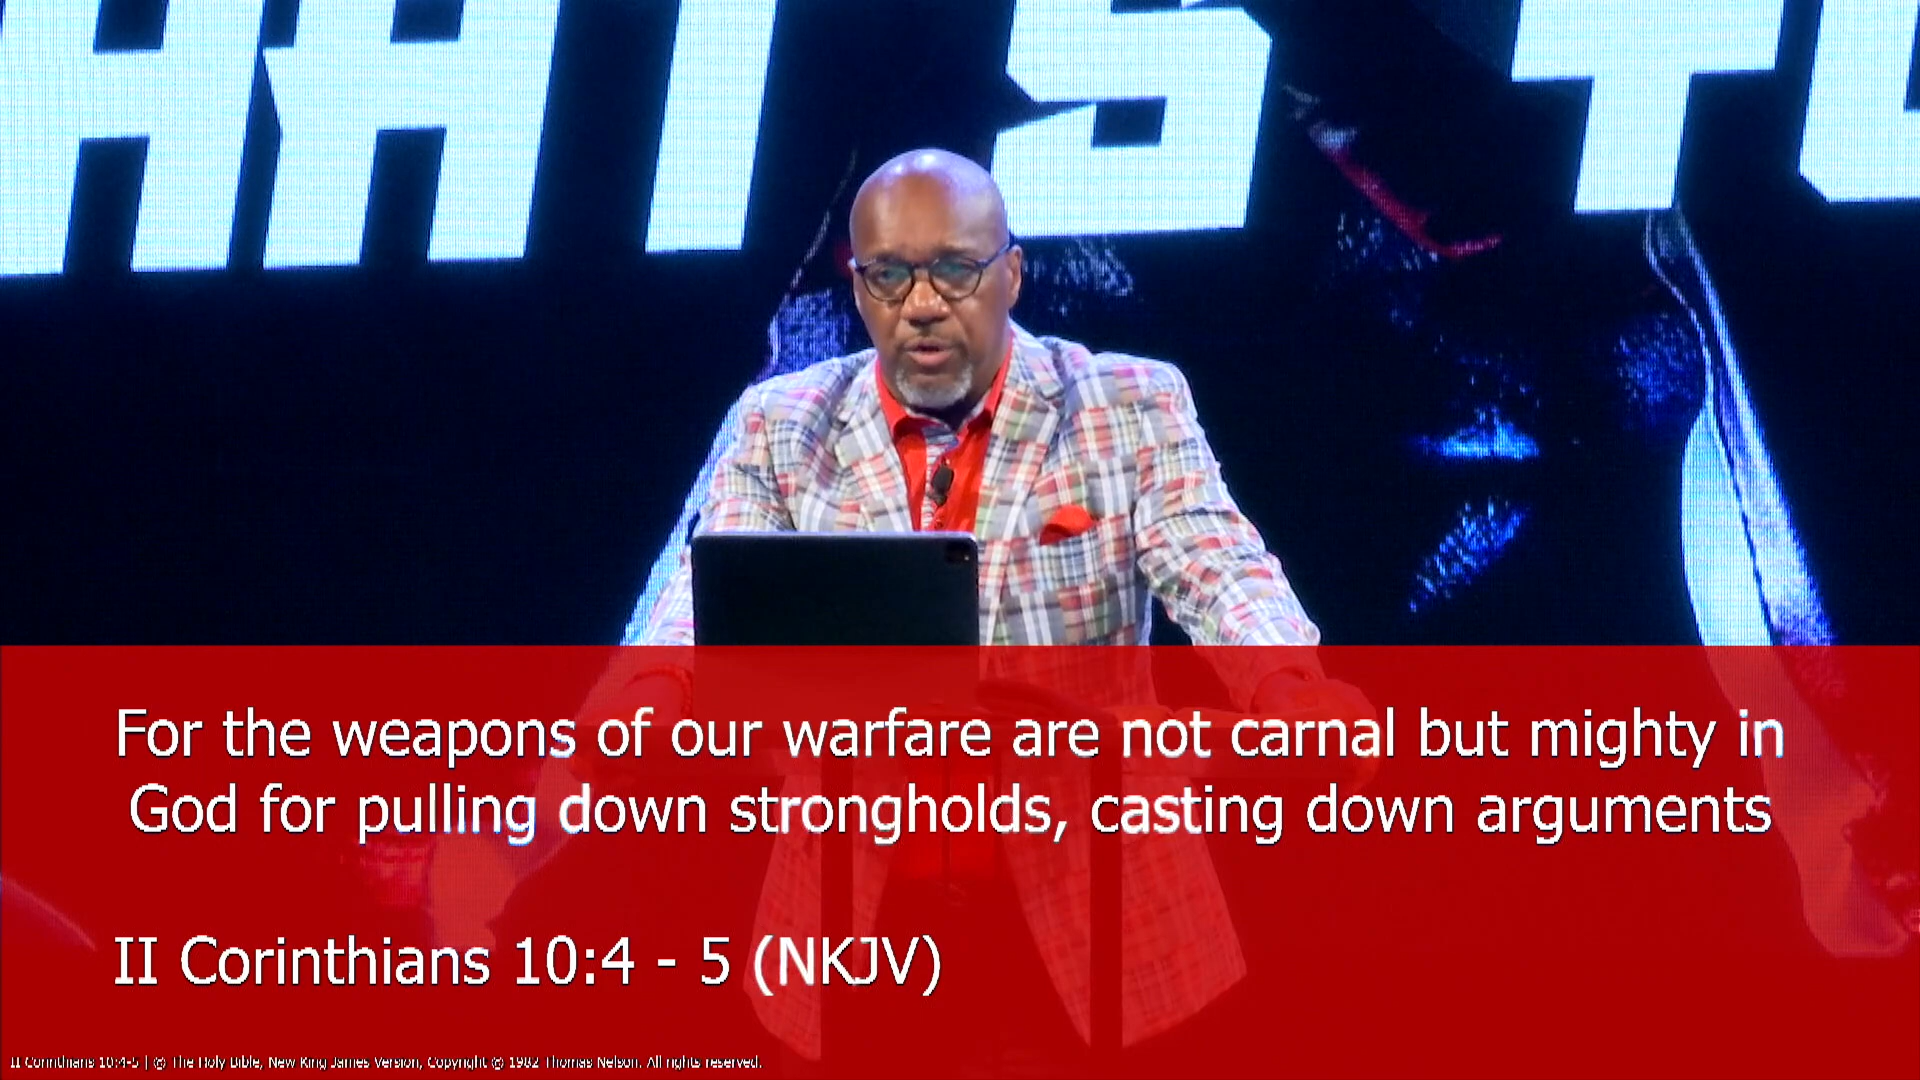 HAT'S YO
For the weapons of our warfare are not carnal but mighty in
God for pulling down strongholds, casting down arguments
II Corinthians 10:4 - 5 (NKJV)
II Corinthians 10:4-5 | © The Holy Bible, New King James Version, Copyright © 1982 Thomas Nelson. All rights reserved.